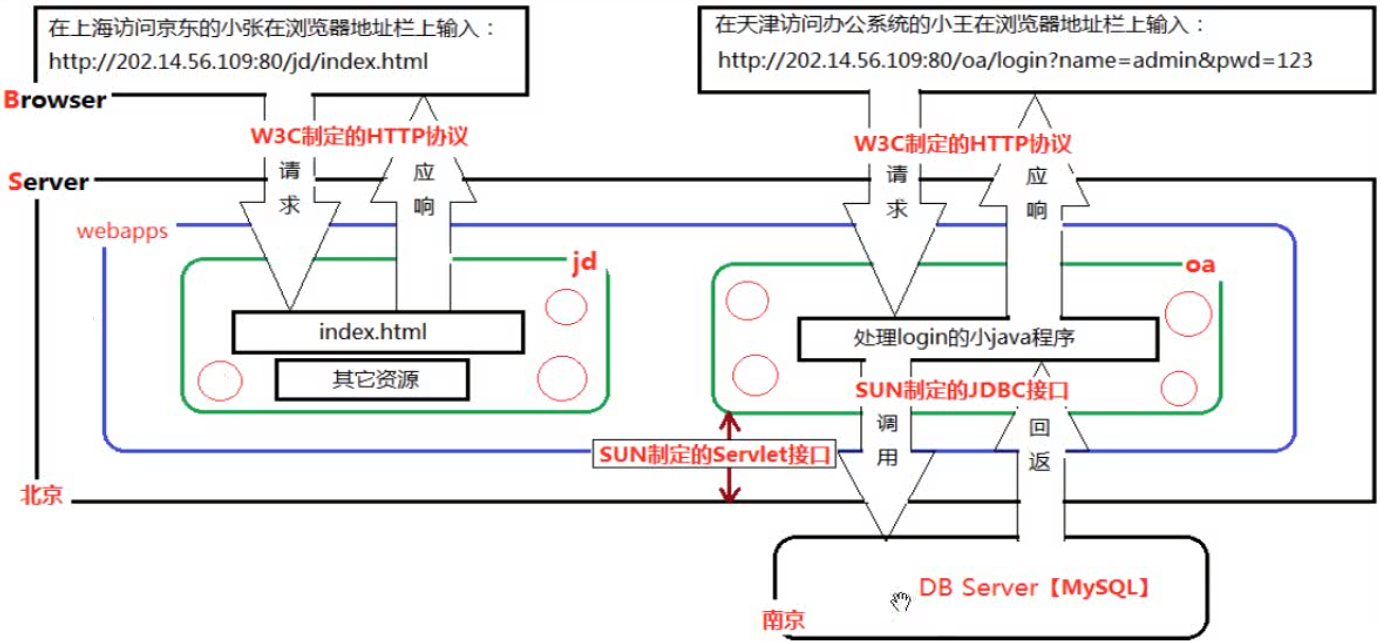 在上海访问京东的小张在浏览器地址栏上输入：
http://202.14.56.109:80/jd/index.html
在天津访问办公系统的小王在浏览器地址栏上输入：
http://202.14.56.109:80/oa/login?name=admin&pwd=123
Browser
W3C制定的HTTP协议
请求
应响
W3C制定的HTTP协议
请求
应响
Server
webapps
jd
index.html
其它资源
oa
处理login的小java程序
SUN制定的JDBC接口
调用
回返
SUN制定的Servlet接口
北京
DB Server【MySQL】
南京